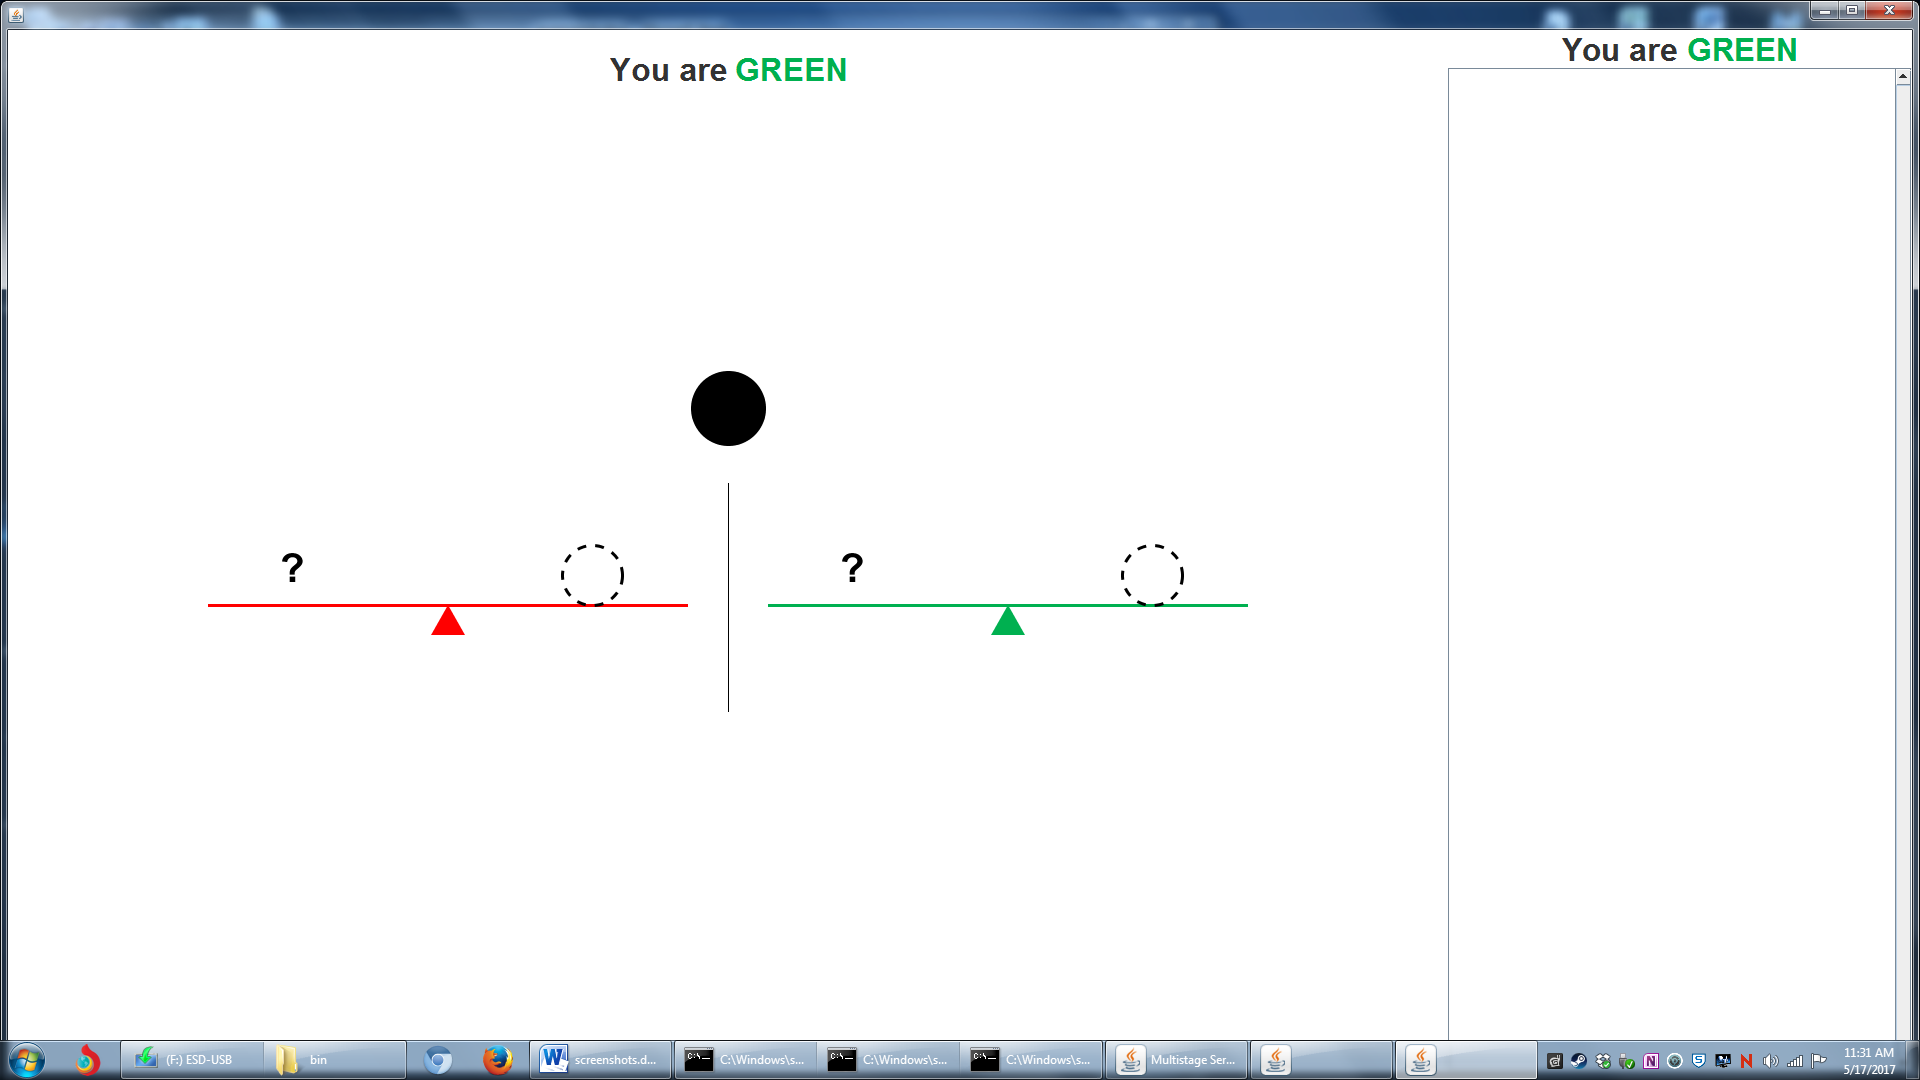 You are GREEN
You are GREEN
? ?
(F:) ESD-USB
bin
screenshots.d...
C:\Windows\s...
C:\Windows\s...
C:\Windows\s...
Multistage Ser...
11:31 AM
5/17/2017